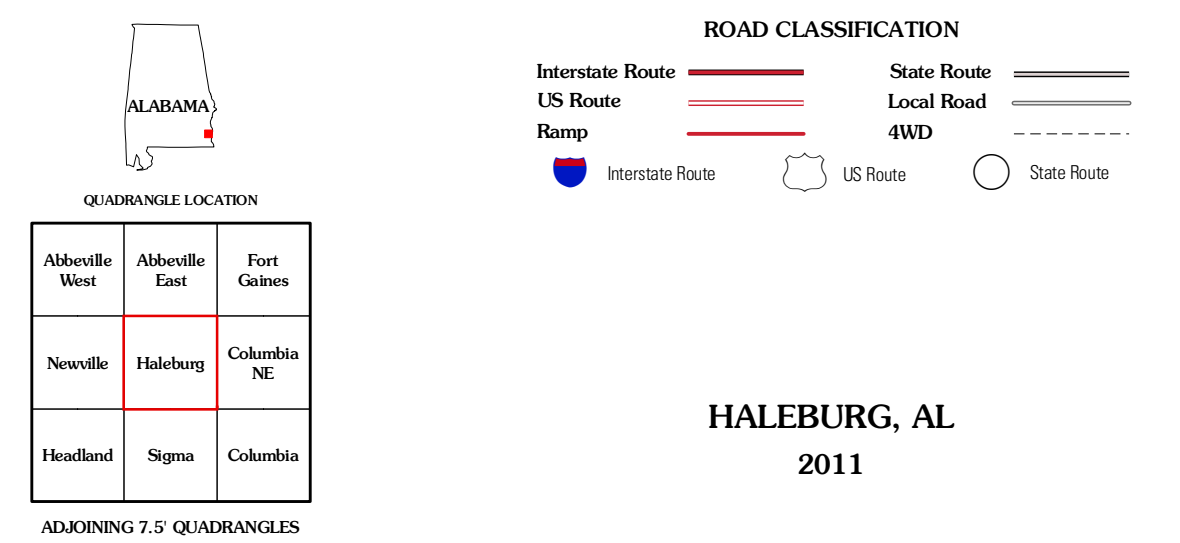 ALABAMA
QUADRANGLE LOCATION
Abbeville
West
Abbeville
East
Fort
Gaines
Newville
Haleburg
Columbia
NE
Headland
Sigma
Columbia
ADJOINING 7.5' QUADRANGLES
ROAD CLASSIFICATION
Interstate Route
State Route
US Route
Local Road
Ramp
4WD
Interstate Route
US Route
State Route
HALEBURG, AL
2011